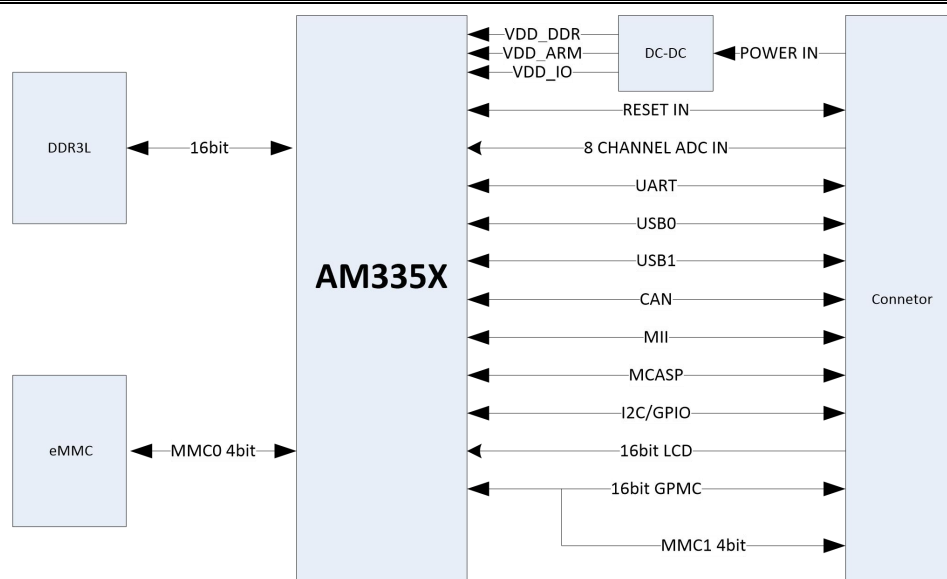 VDD_DDR
VDD_ARM
VDD_IO
DC-DC
POWER IN
RESET IN
DDR3L
16bit
8 CHANNEL ADC IN
UART
USB0
USB1
AM335X
CAN
Connetor
MII
MCASP
I2C/GPIO
eMMC
MMC0 4bit
16bit LCD
16bit GPMC
MMC1 4bit